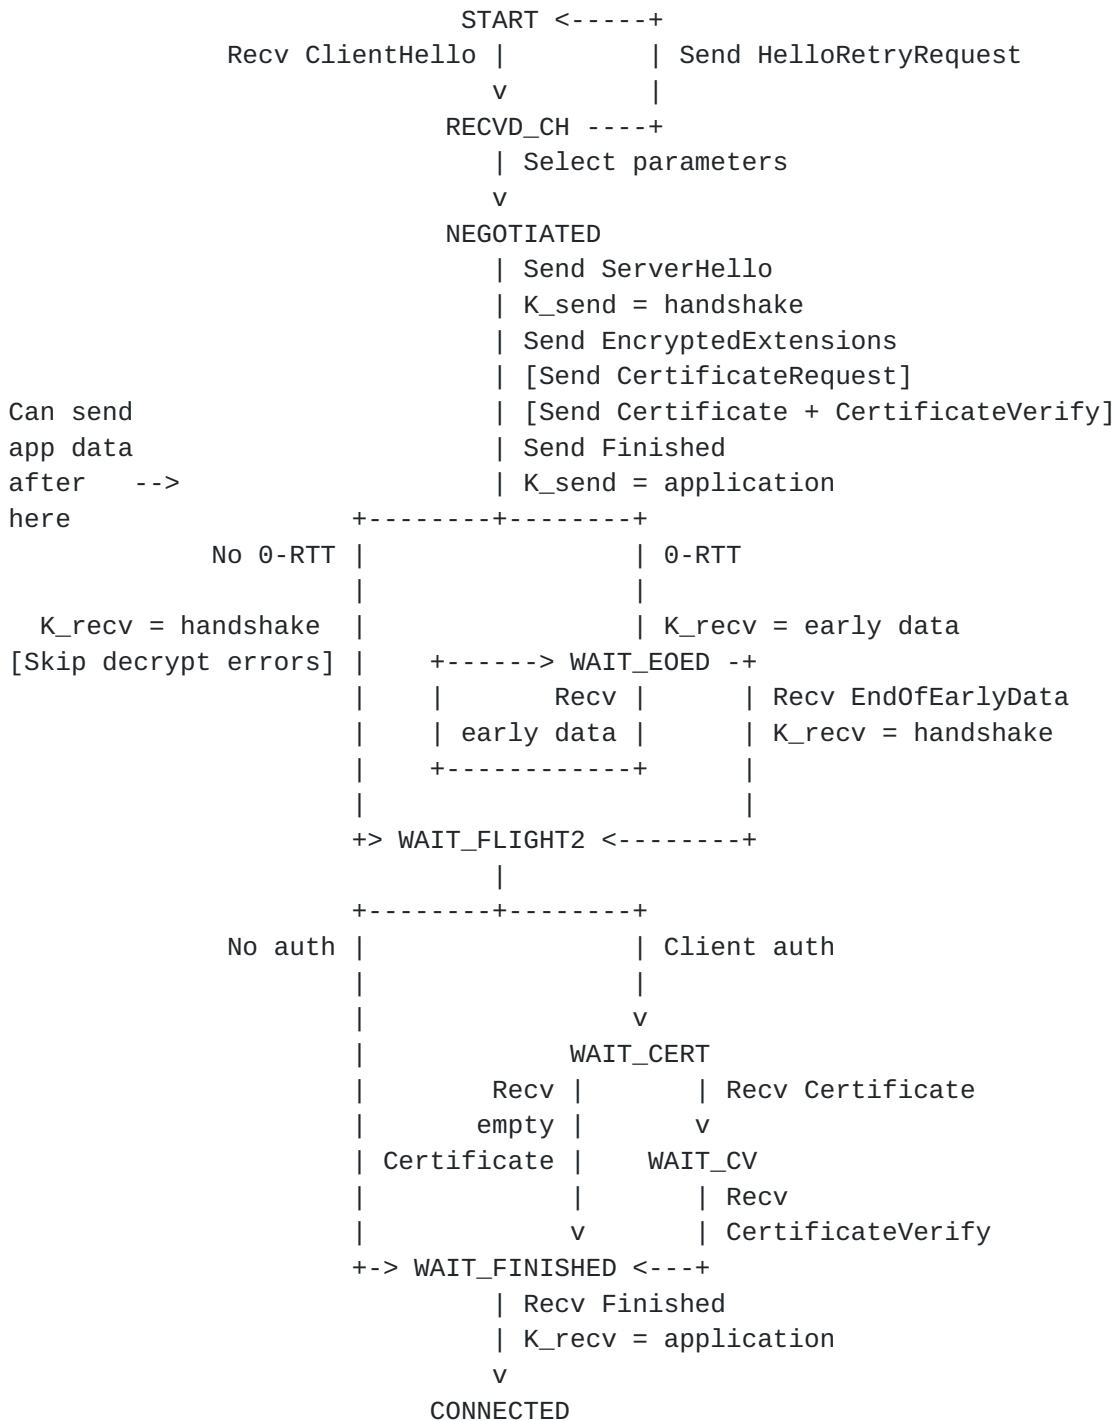 START <-----+
              Recv ClientHello |         | Send HelloRetryRequest
                               v         |
                            RECVD_CH ----+
                               | Select parameters
                               v
                            NEGOTIATED
                               | Send ServerHello
                               | K_send = handshake
                               | Send EncryptedExtensions
                               | [Send CertificateRequest]
Can send                       | [Send Certificate + CertificateVerify]
app data                       | Send Finished
after   -->                    | K_send = application
here                  +--------+--------+
             No 0-RTT |                 | 0-RTT
                      |                 |
  K_recv = handshake  |                 | K_recv = early data
[Skip decrypt errors] |    +------> WAIT_EOED -+
                      |    |       Recv |      | Recv EndOfEarlyData
                      |    | early data |      | K_recv = handshake
                      |    +------------+      |
                      |                        |
                      +> WAIT_FLIGHT2 <--------+
                               |
                      +--------+--------+
              No auth |                 | Client auth
                      |                 |
                      |                 v
                      |             WAIT_CERT
                      |        Recv |       | Recv Certificate
                      |       empty |       v
                      | Certificate |    WAIT_CV
                      |             |       | Recv
                      |             v       | CertificateVerify
                      +-> WAIT_FINISHED <---+
                               | Recv Finished
                               | K_recv = application
                               v
                           CONNECTED